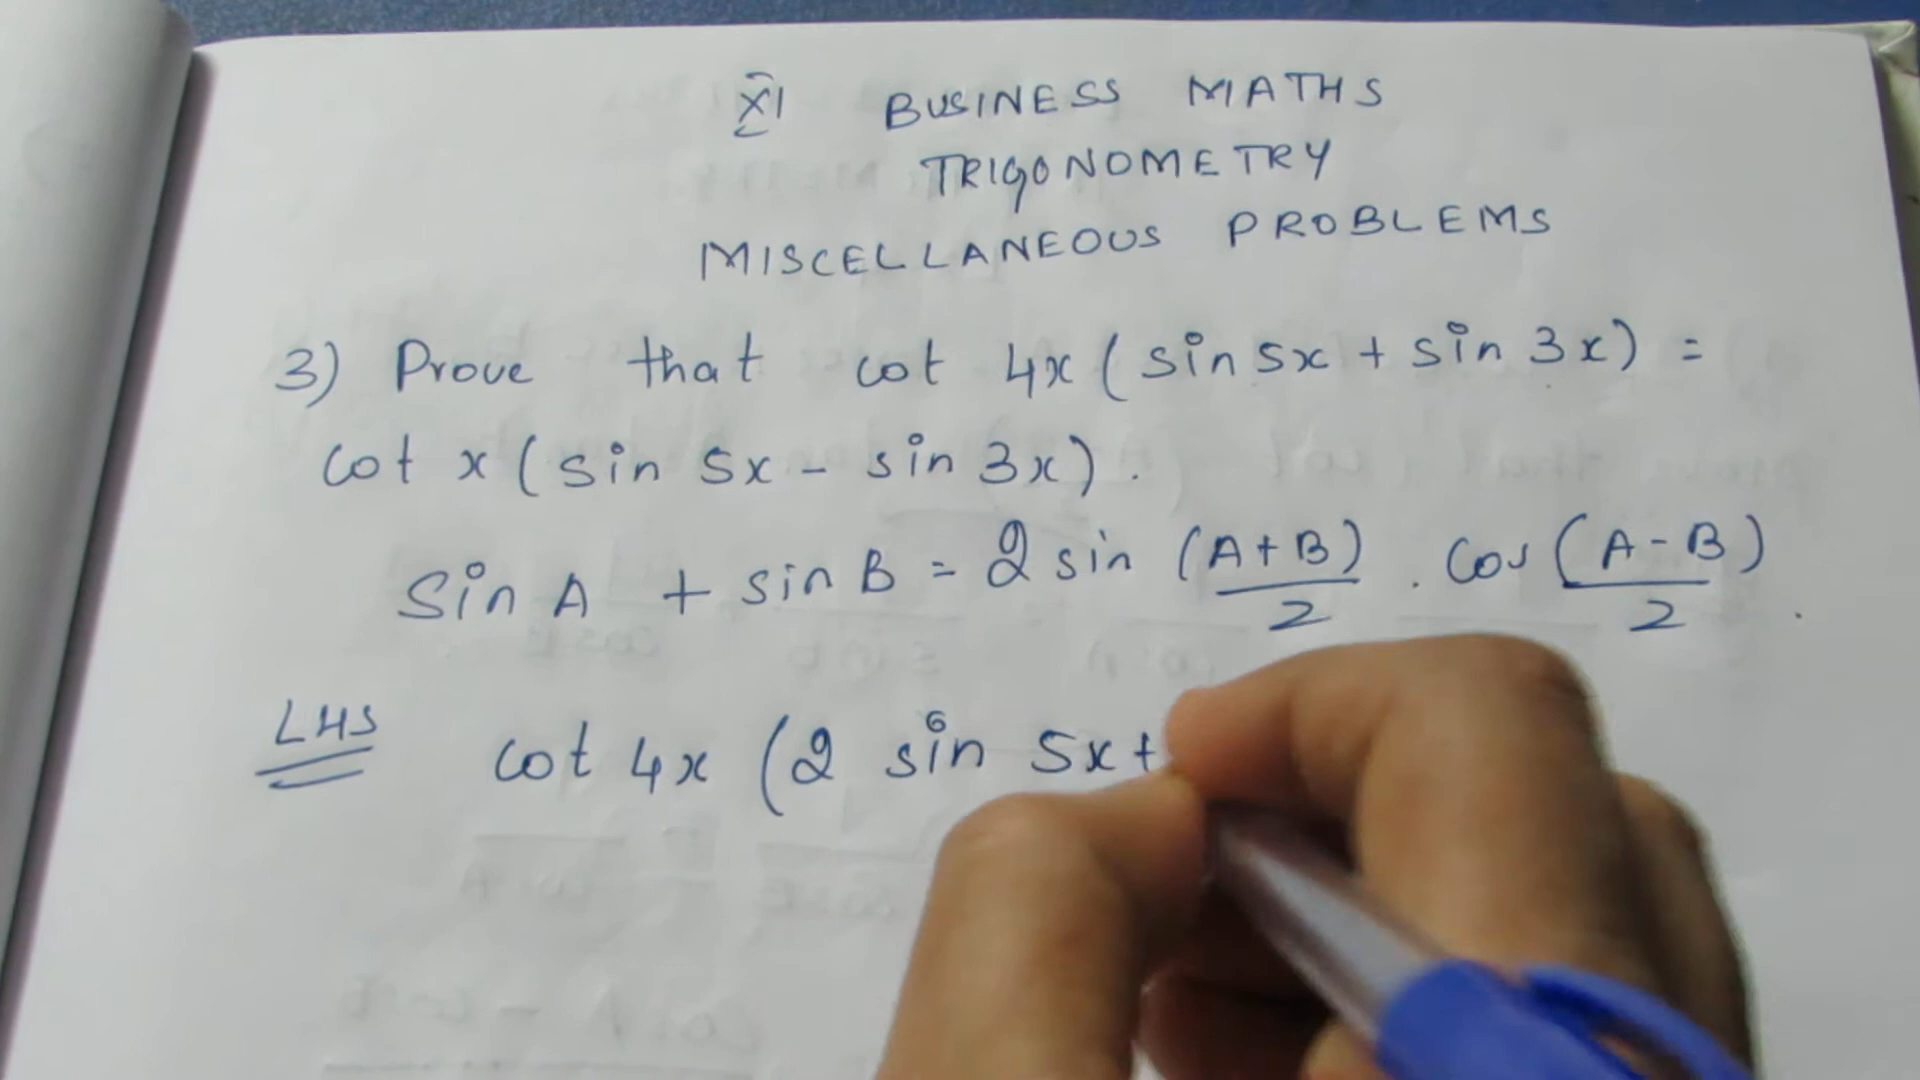 XI BUSINESS MATHS
TRIGONOMETRY
MISCELLANEOUS PROBLEMS
3) Prove that cot 4x (sin 5x + sin 3x) =
cot x (sin 5x - sin 3x).
Sin A + sin B = 2 sin (A+B)/2 . cos (A-B)/2 .
LHS cot 4x (2 sin 5x+